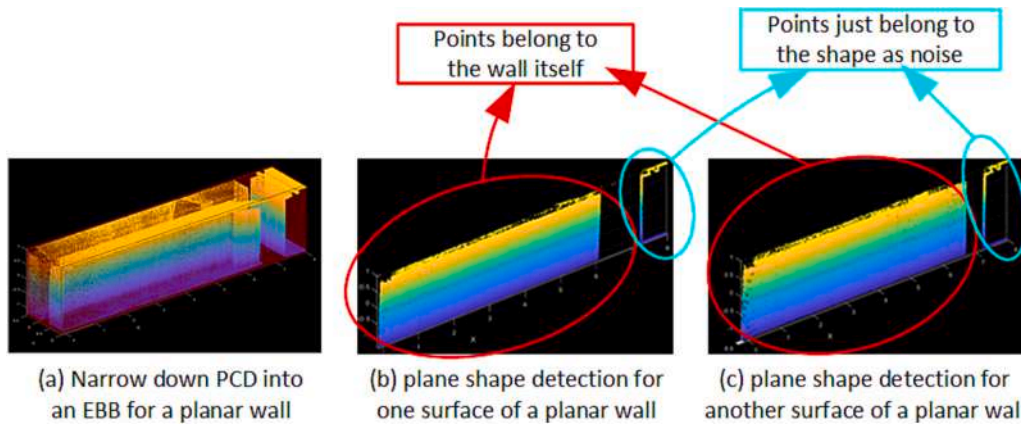 Points belong to
the wall itself
Points just belong to
the shape as noise
(a) Narrow down PCD into
an EBB for a planar wall
(b) plane shape detection for
one surface of a planar wall
(c) plane shape detection for
another surface of a planar wal